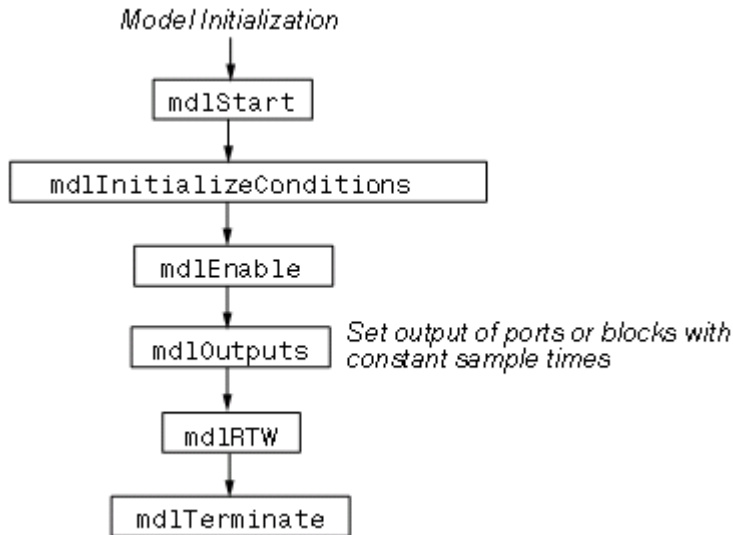 Model Initialization
mdlStart
mdlInitializeConditions
mdlEnable
mdlOutputs
Set output of ports or blocks with
constant sample times
mdlRTW
mdlTerminate